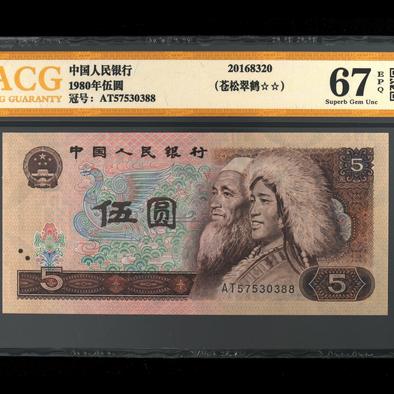 ACG
NG GUARANTY
中国人民银行
1980年伍圆
冠号：AT57530388
20168320
(苍松翠鹤☆☆)
67 EPQ
Superb Gem Unc
中国人民银行
5
伍圆
AT57530388
5
5